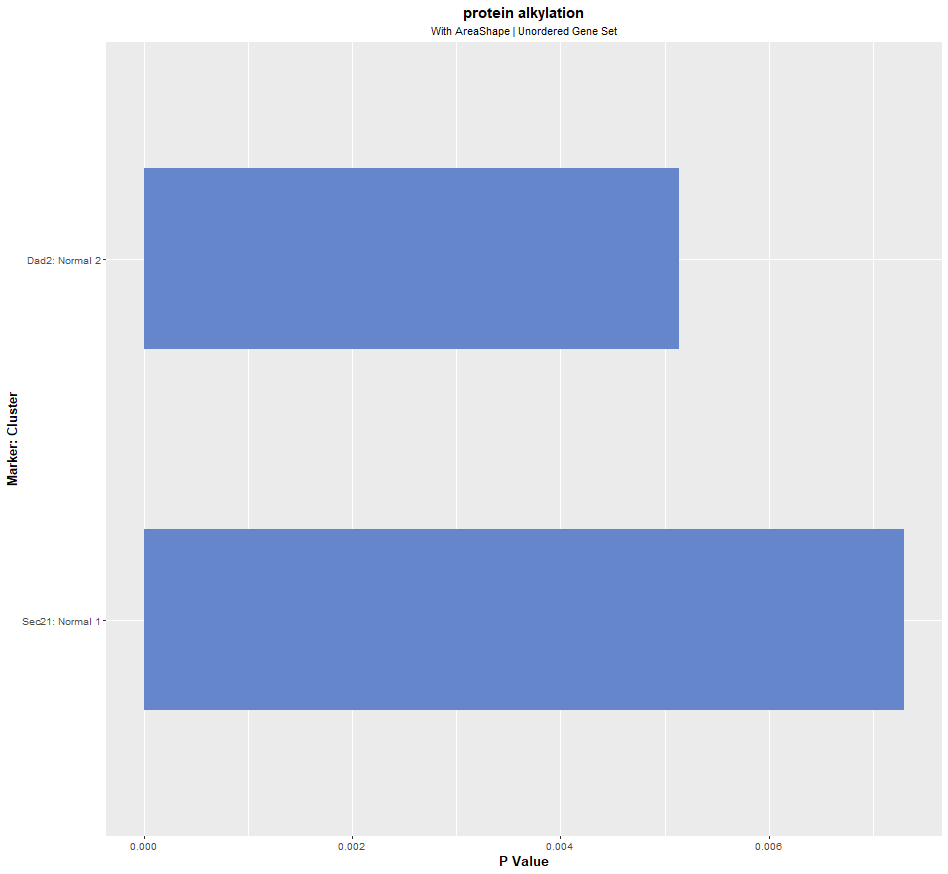 protein alkylation
With AreaShape | Unordered Gene Set
Dad2: Normal 2
Marker: Cluster
Sec21: Normal 1
0.000
0.002
0.004
0.006
P Value